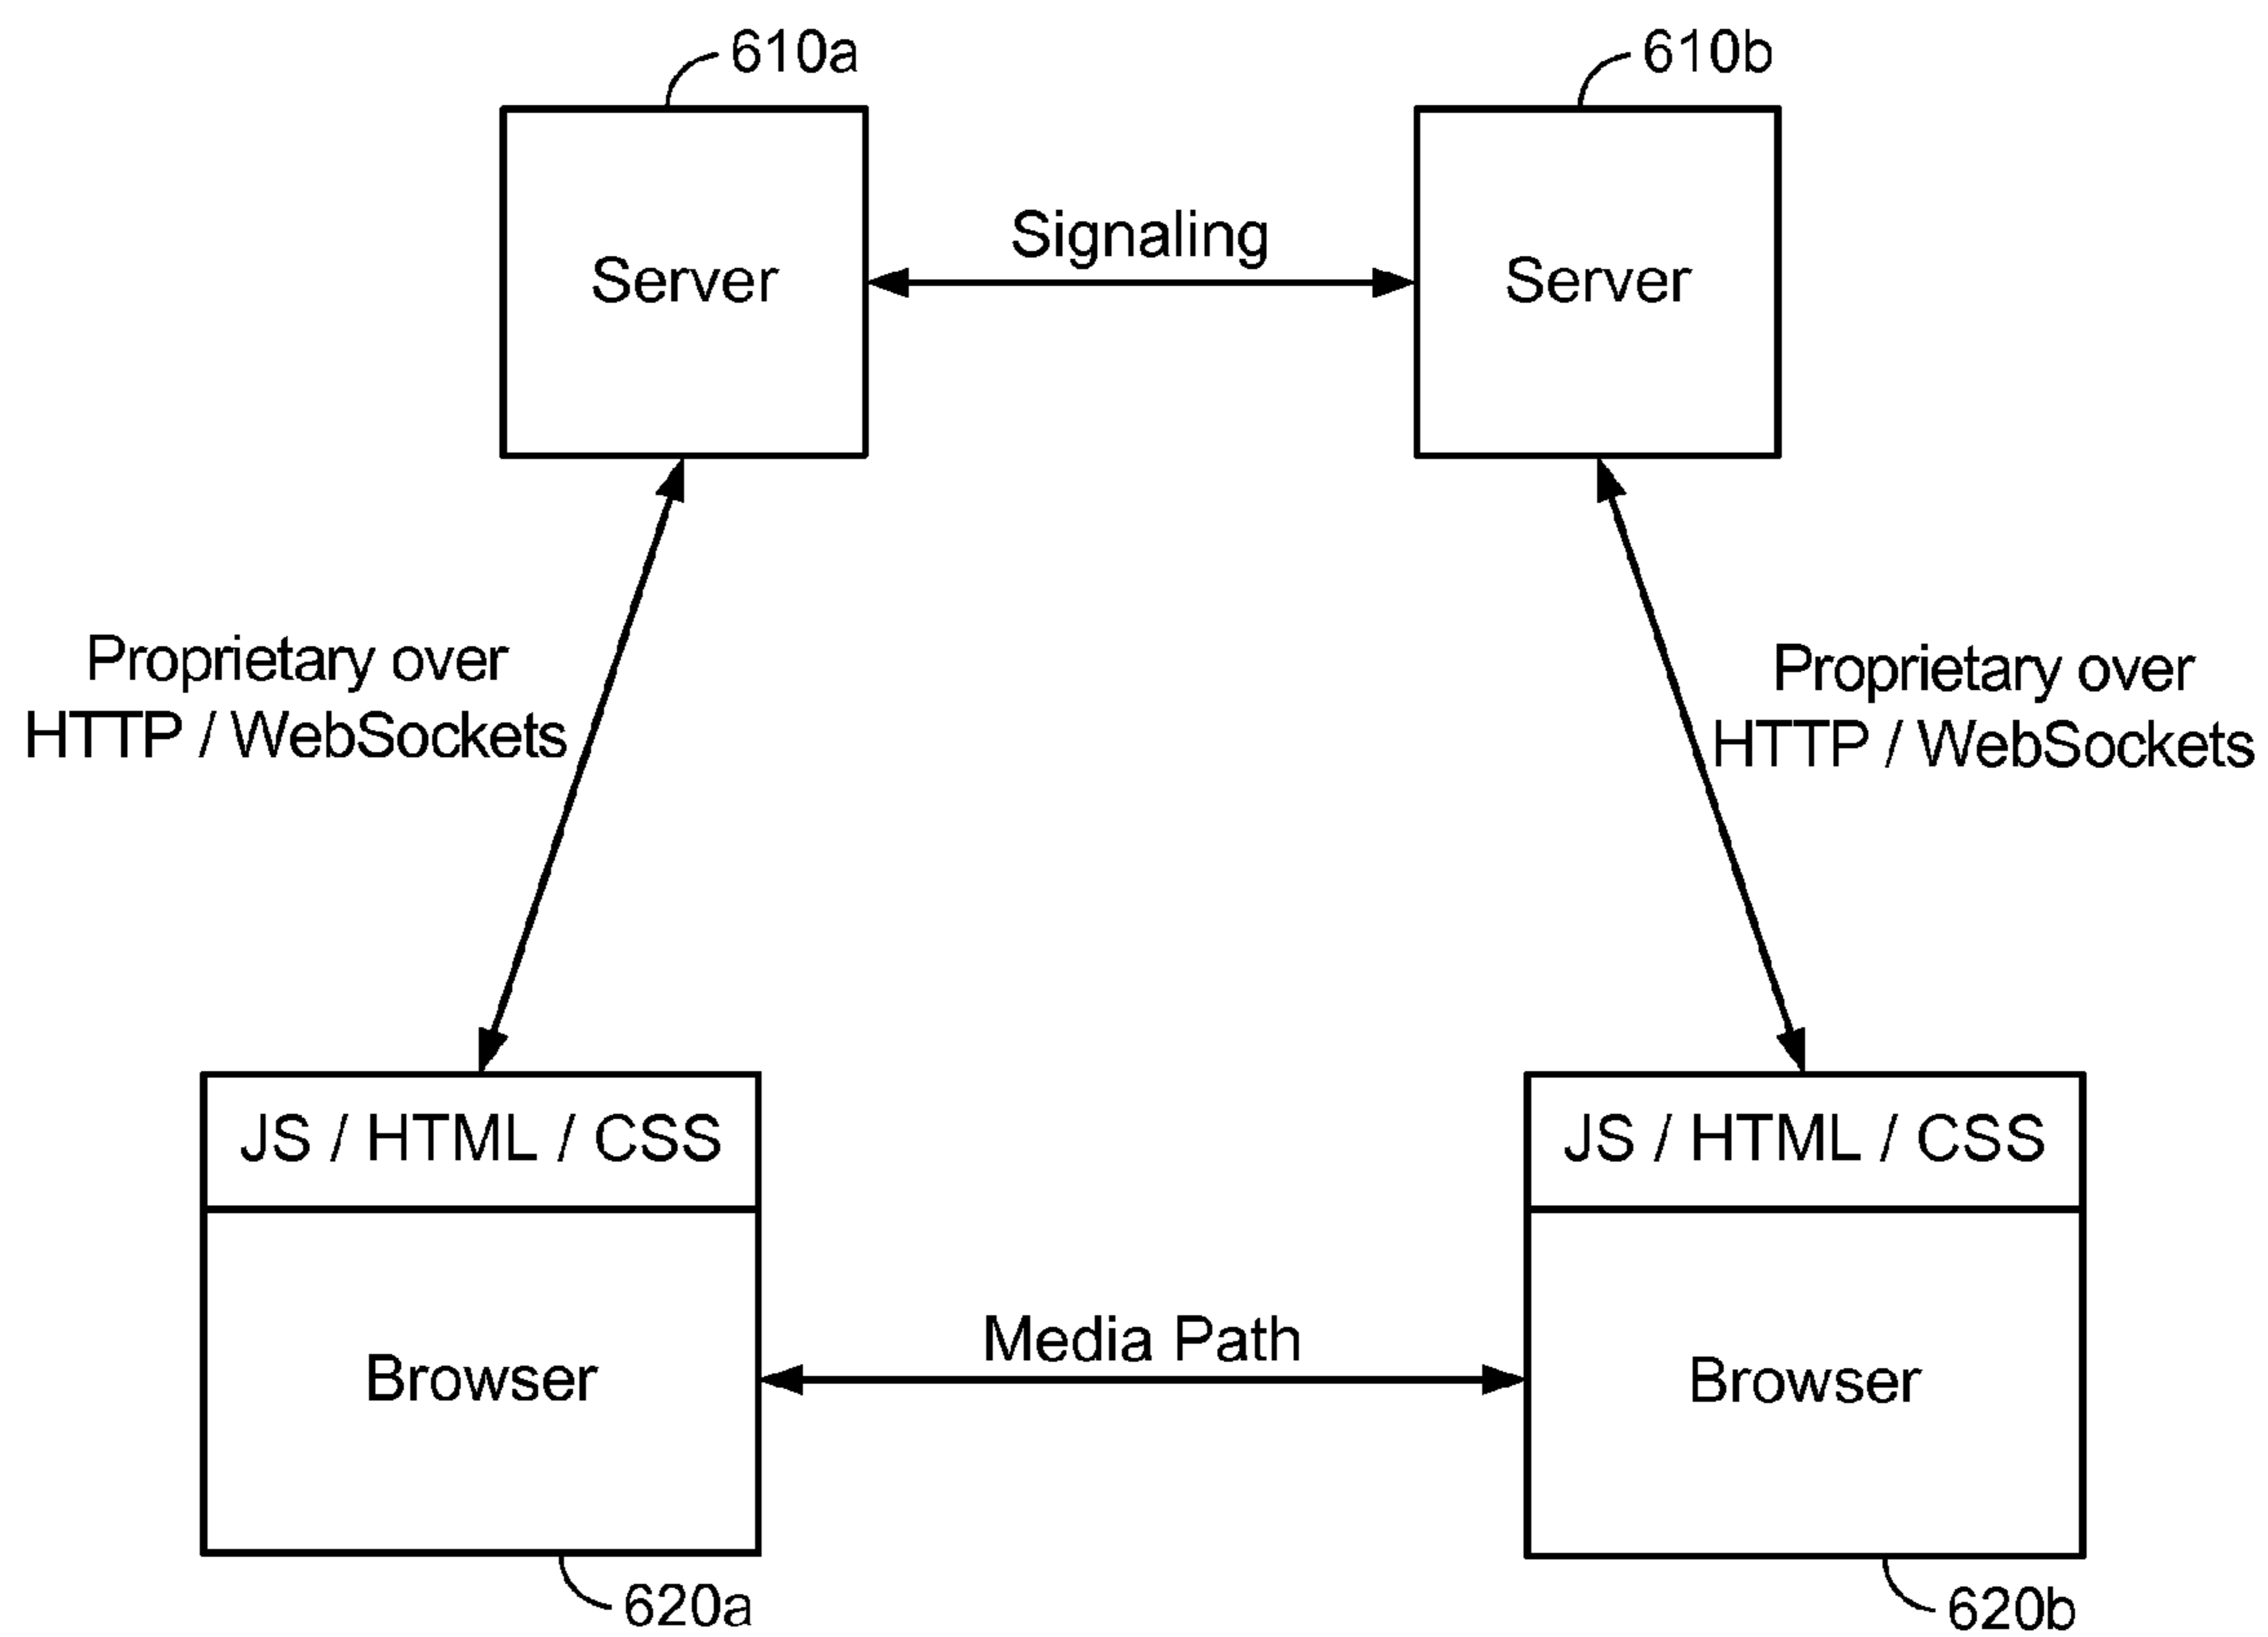 610a
610b
Signaling
Server
Server
Proprietary over
HTTP / WebSockets
Proprietary over
HTTP / WebSockets
JS / HTML / CSS
JS / HTML / CSS
Media Path
Browser
Browser
620a
620b